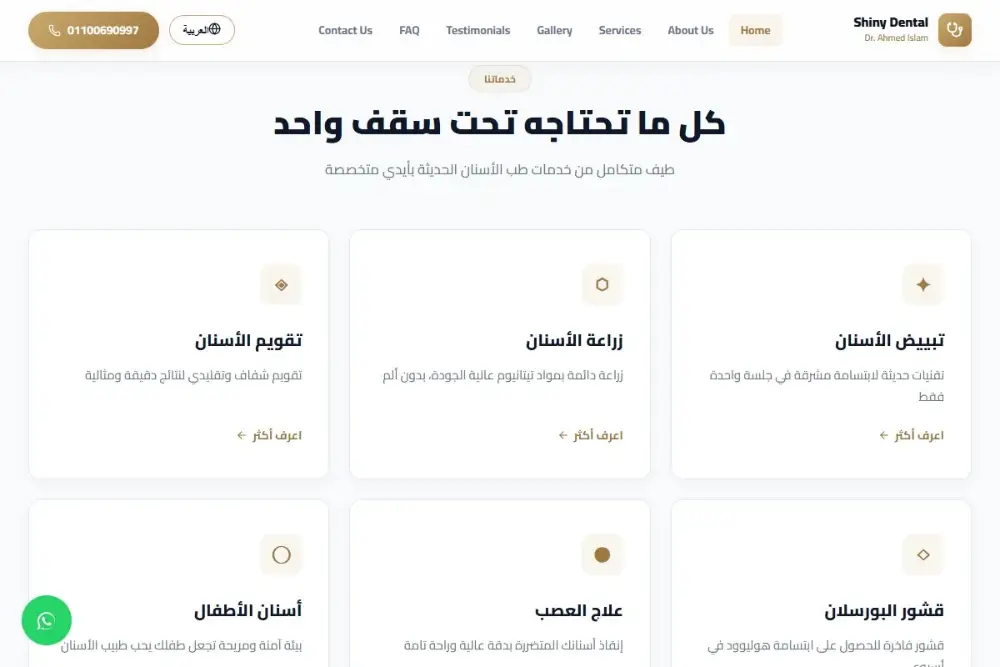 Shiny Dental
Dr. Ahmed Islam
Home
About Us
Services
Gallery
Testimonials
FAQ
Contact Us
العربية
01100690997
خدماتنا
كل ما تحتاجه تحت سقف واحد
طيف متكامل من خدمات طب الأسنان الحديثة بأيدي متخصصة
تبييض الأسنان
تقنيات حديثة لابتسامة مشرقة في جلسة واحدة
فقط
اعرف أكثر ←
زراعة الأسنان
زراعة دائمة بمواد تيتانيوم عالية الجودة، بدون ألم
اعرف أكثر ←
تقويم الأسنان
تقويم شفاف وتقليدي لنتائج دقيقة ومثالية
اعرف أكثر ←
قشور البورسلان
قشور فاخرة للحصول على ابتسامة هوليوود في
علاج العصب
إنقاذ أسنانك المتضررة بدقة عالية وراحة تامة
أسنان الأطفال
بيئة آمنة ومريحة تجعل طفلك يحب طبيب الأسنان